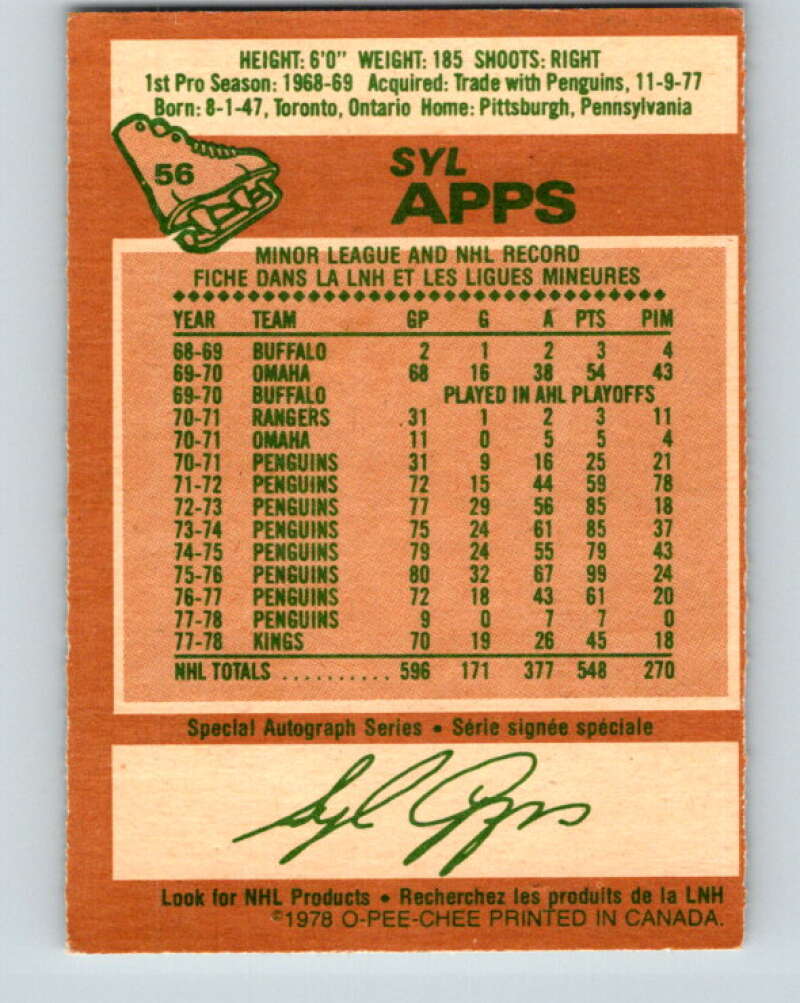 HEIGHT: 6'0" WEIGHT: 185 SHOOTS: RIGHT
1st Pro Season: 1968-69 Acquired: Trade with Penguins, 11-9-77
Born: 8-1-47, Toronto, Ontario Home: Pittsburgh, Pennsylvania
56
SYL
APPS
MINOR LEAGUE AND NHL RECORD
FICHE DANS LA LNH ET LES LIGUES MINEURES
YEAR TEAM GP G A PTS PIM
68-69 BUFFALO 2 1 2 3 4
69-70 OMAHA 68 16 38 54 43
69-70 BUFFALO PLAYED IN AHL PLAYOFFS
70-71 RANGERS 31 1 2 3 11
70-71 OMAHA 11 0 5 5 4
70-71 PENGUINS 31 9 16 25 21
71-72 PENGUINS 72 15 44 59 78
72-73 PENGUINS 77 29 56 85 18
73-74 PENGUINS 75 24 61 85 37
74-75 PENGUINS 79 24 55 79 43
75-76 PENGUINS 80 32 67 99 24
76-77 PENGUINS 72 18 43 61 20
77-78 PENGUINS 9 0 7 7 0
77-78 KINGS 70 19 26 45 18
NHL TOTALS .......... 596 171 377 548 270
Special Autograph Series • Série signée spéciale
Syl Apps
Look for NHL Products • Recherchez les produits de la LNH
©1978 O-PEE-CHEE PRINTED IN CANADA.